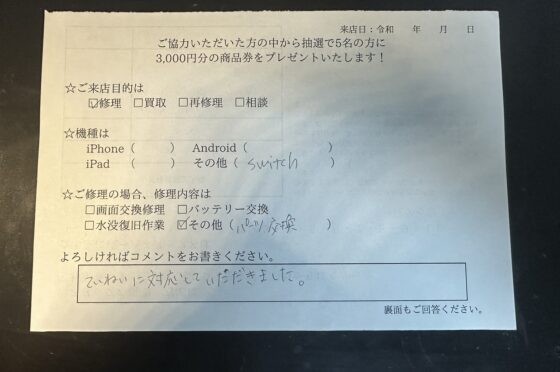 来店日：令和　年　月　日
ご協力いただいた方の中から抽選で5名の方に
3,000円分の商品券をプレゼントいたします！
☆ご来店目的は
☑修理 □買取 □再修理 □相談
☆機種は
iPhone（　　）　Android（　　　　）
iPad　（　　）　その他（ switch ）
☆ご修理の場合、修理内容は
□画面交換修理 □バッテリー交換
□水没復旧作業 ☑その他（パーツ交換　）
よろしければコメントをお書きください。
ていねいに対応していただきました。
裏面もご回答ください。